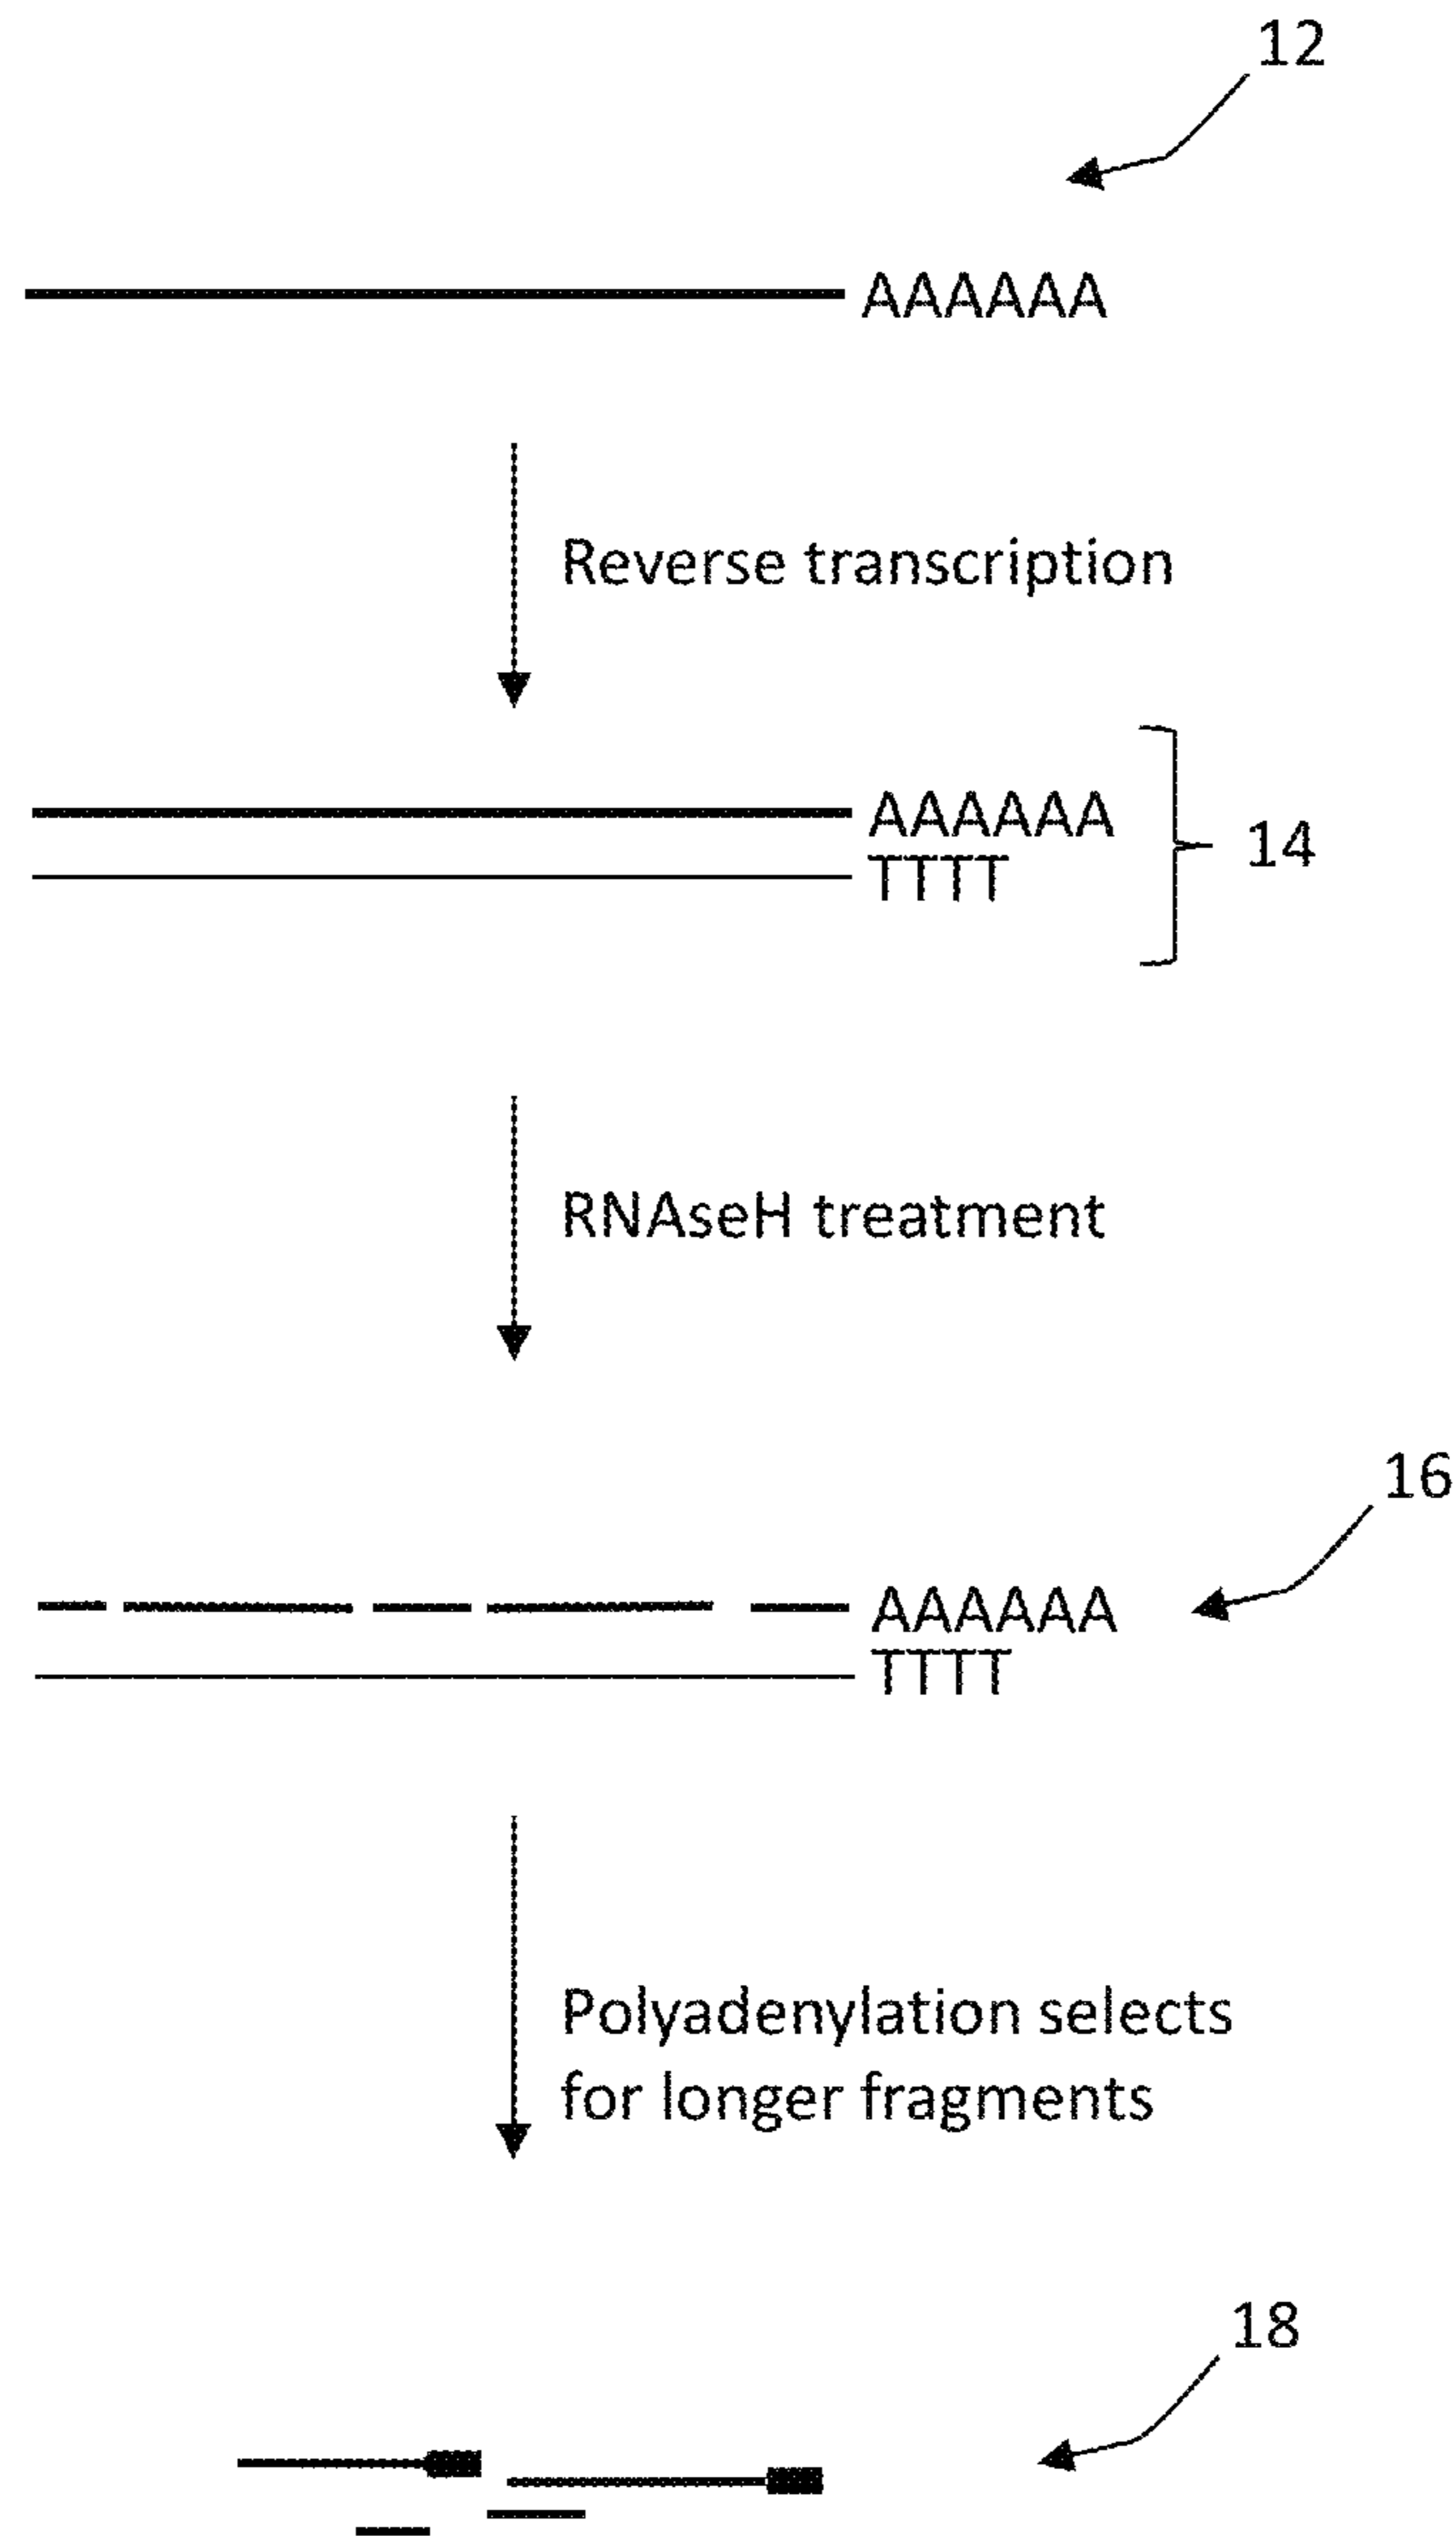 12
AAAAAA
Reverse transcription
AAAAAA
14
TTTT
RNAseH treatment
16
AAAAAA
TTTT
Polyadenylation selects
for longer fragments
18